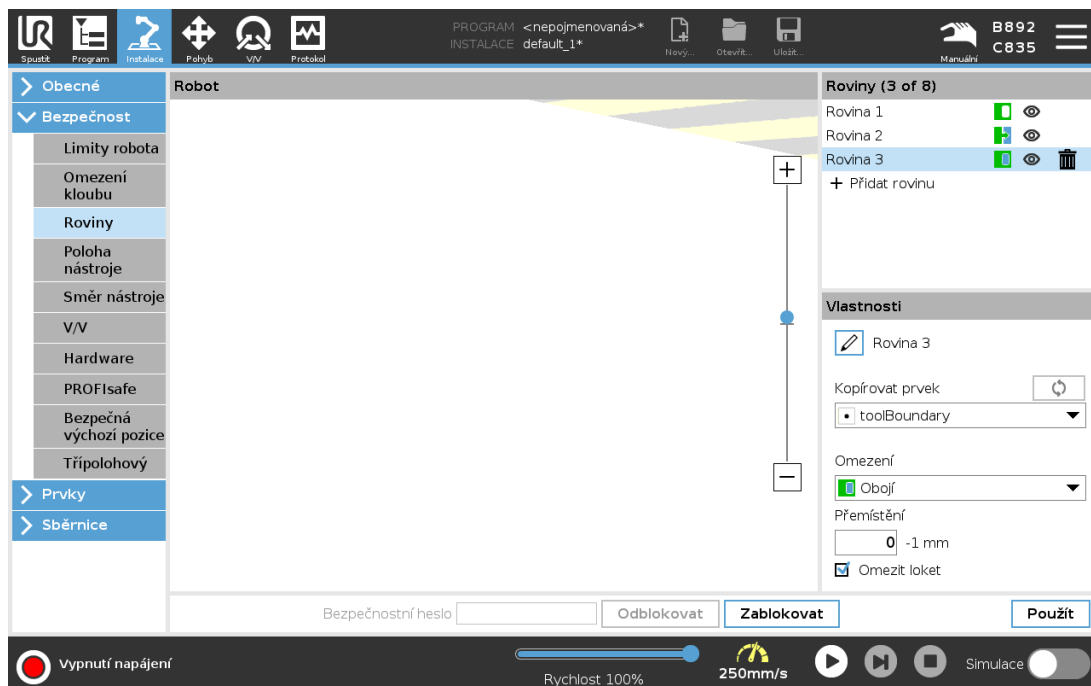 PROGRAM <nepojmenovaná>*
INSTALACE default_1*
Spustit
Program
Instalace
Pohyb
V/V
Protokol
Nový...
Otevřít...
Uložit...
Manuální
B892
C835
Obecné
Bezpečnost
Limity robota
Omezení
kloubu
Roviny
Poloha
nástroje
Směr nástroje
V/V
Hardware
PROFIsafe
Bezpečná
výchozí pozice
Třípolohový
Prvky
Sběrnice
Robot
Roviny (3 of 8)
Rovina 1
Rovina 2
Rovina 3
+ Přidat rovinu
Vlastnosti
Rovina 3
Kopírovat prvek
toolBoundary
Omezení
Obojí
Přemístění
0 -1 mm
Omezit loket
Bezpečnostní heslo
Odblokovat
Zablokovat
Použít
Vypnutí napájení
Rychlost 100%
250mm/s
Simulace